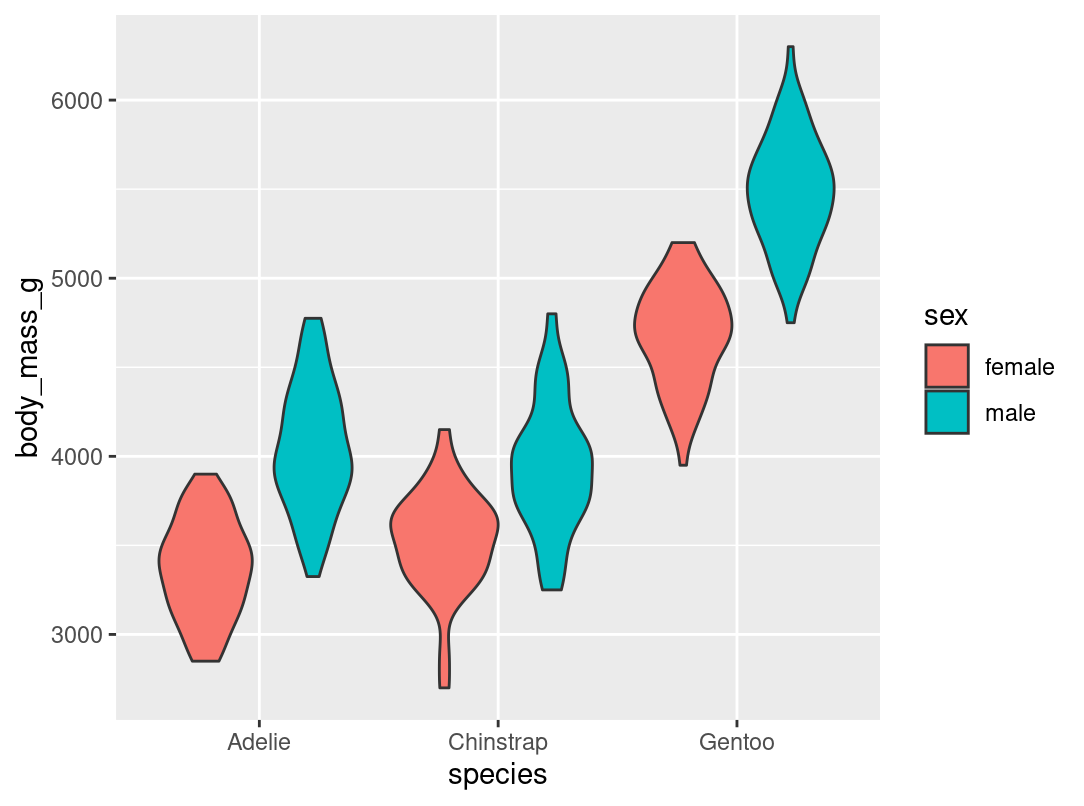 6000
5000
4000
3000
body_mass_g
Adelie
Chinstrap
Gentoo
species
sex
female
male